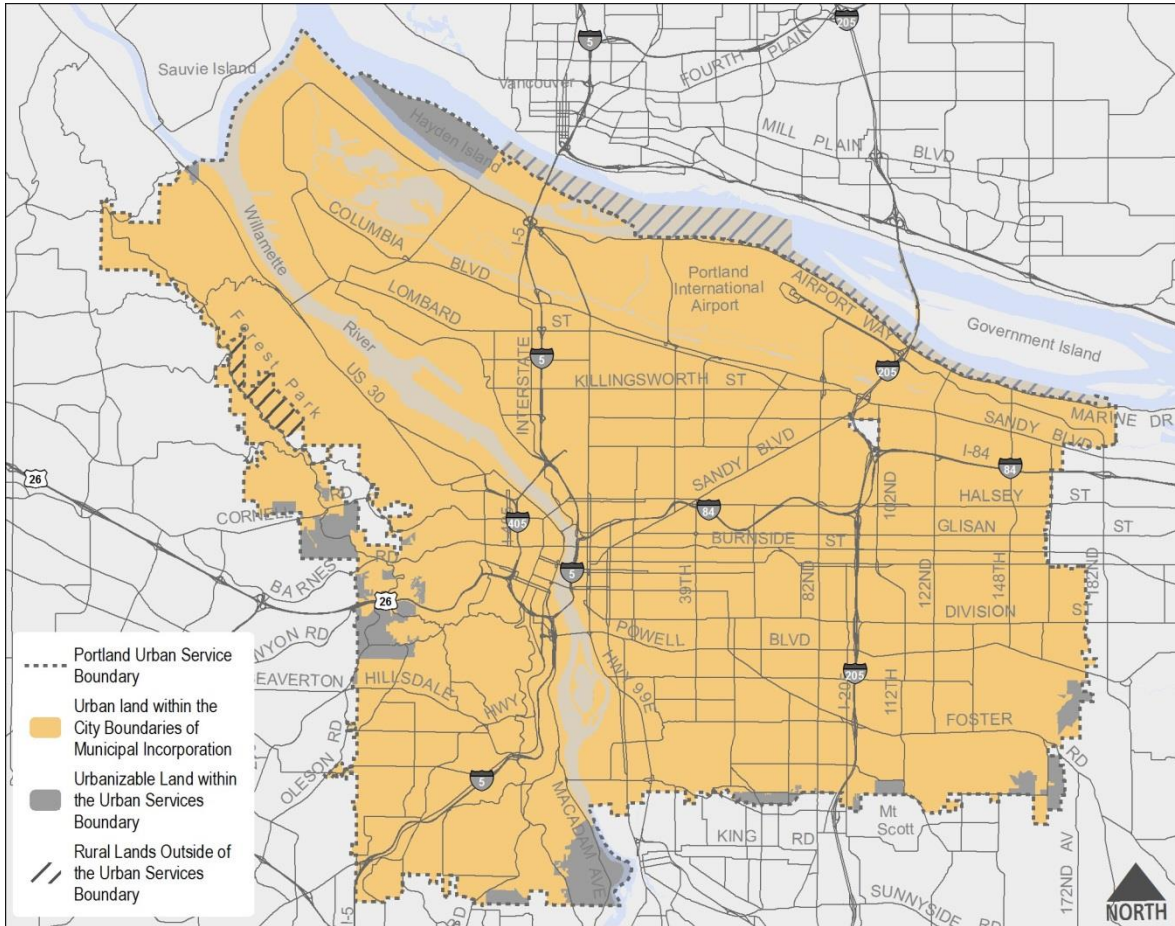 205
5
FOURTH PLAIN
Sauvie Island
Vancouver
Hayden Island
MILL PLAIN BLVD
COLUMBIA BLVD
I-5
Willamette River
LOMBARD ST
Portland
International
Airport
AIRPORT WAY
Government Island
Forest Park
US 30
INTERSTATE
5
KILLINGSWORTH ST
205
MARINE DR
SANDY BLVD
SANDY BLVD
I-84
84
26
102ND
HALSEY ST
CORNELL RD
405
84
GLISAN ST
BURNSIDE ST
BARNES RD
26
5
39TH
82ND
122ND
148TH
182ND
DIVISION ST
POWELL BLVD
HWY 99E
205
112TH
FOSTER RD
BEAVERTON HILLSDALE HWY
OLESON RD
5
MACADAM AVE
KING RD
Mt
Scott
172ND AV
SUNNYSIDE RD
I-5
RD
Portland Urban Service
Boundary
Urban land within the
City Boundaries of
Municipal Incorporation
Urbanizable Land within
the Urban Services
Boundary
Rural Lands Outside of
the Urban Services
Boundary
NORTH